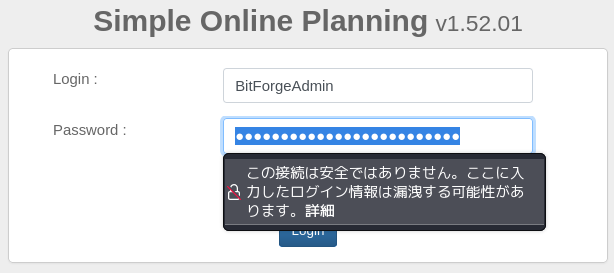 Simple Online Planning v1.52.01
Login :
BitForgeAdmin
Password :
●●●●●●●●●●●●●●●●●●●●●●●●●
この接続は安全ではありません。ここに入
力したログイン情報は漏洩する可能性があ
ります。詳細
Login